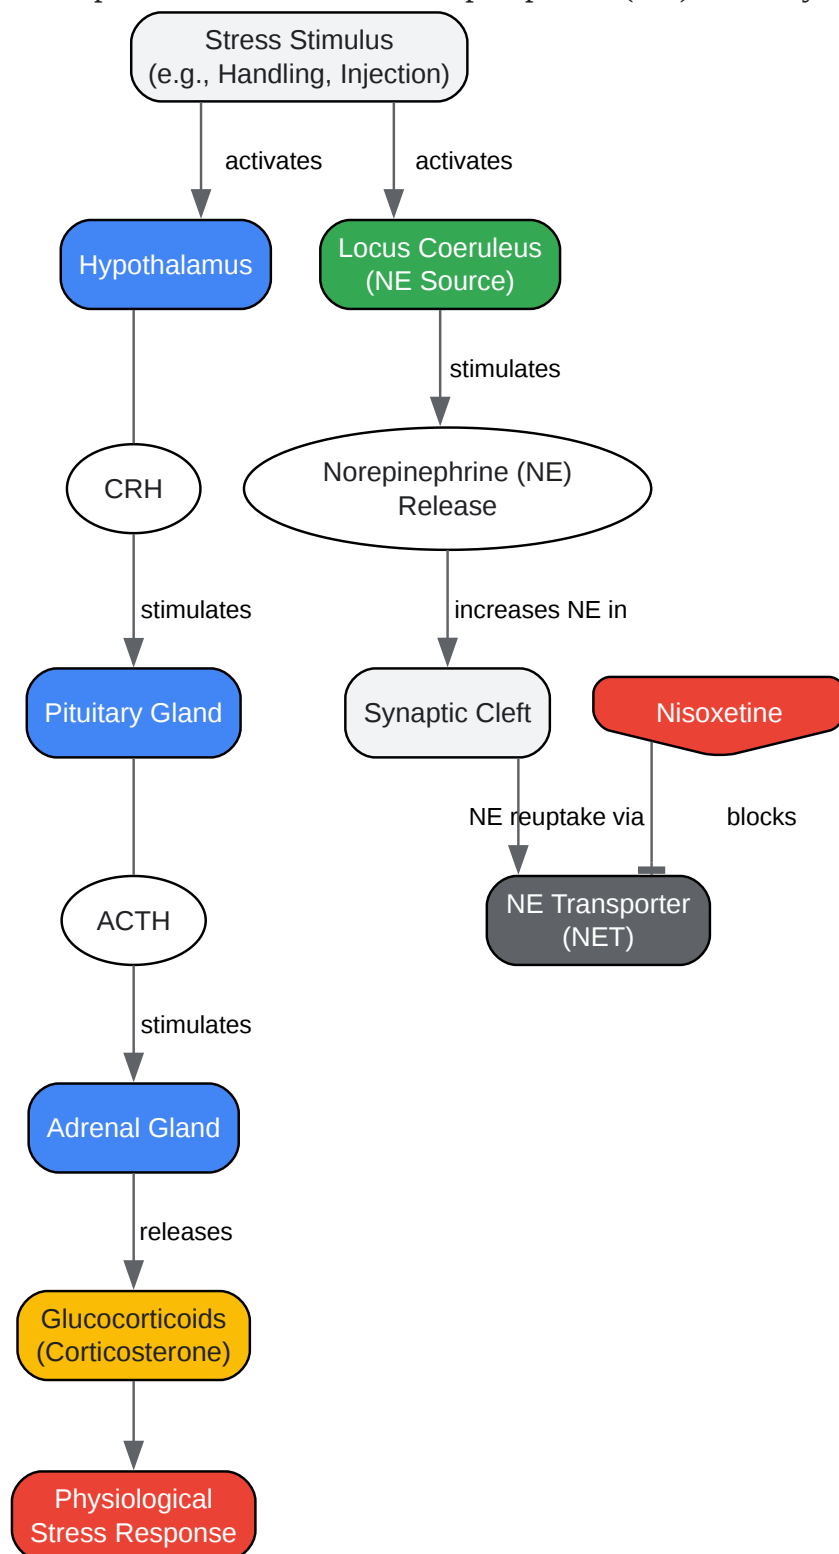 Stress Stimulus
(e.g., Handling, Injection)
activates
activates
Hypothalamus
Locus Coeruleus
(NE Source)
stimulates
CRH
Norepinephrine (NE)
Release
stimulates
increases NE in
Pituitary Gland
Synaptic Cleft
Nisoxetine
NE reuptake via
blocks
ACTH
NE Transporter
(NET)
stimulates
Adrenal Gland
releases
Glucocorticoids
(Corticosterone)
Physiological
Stress Response